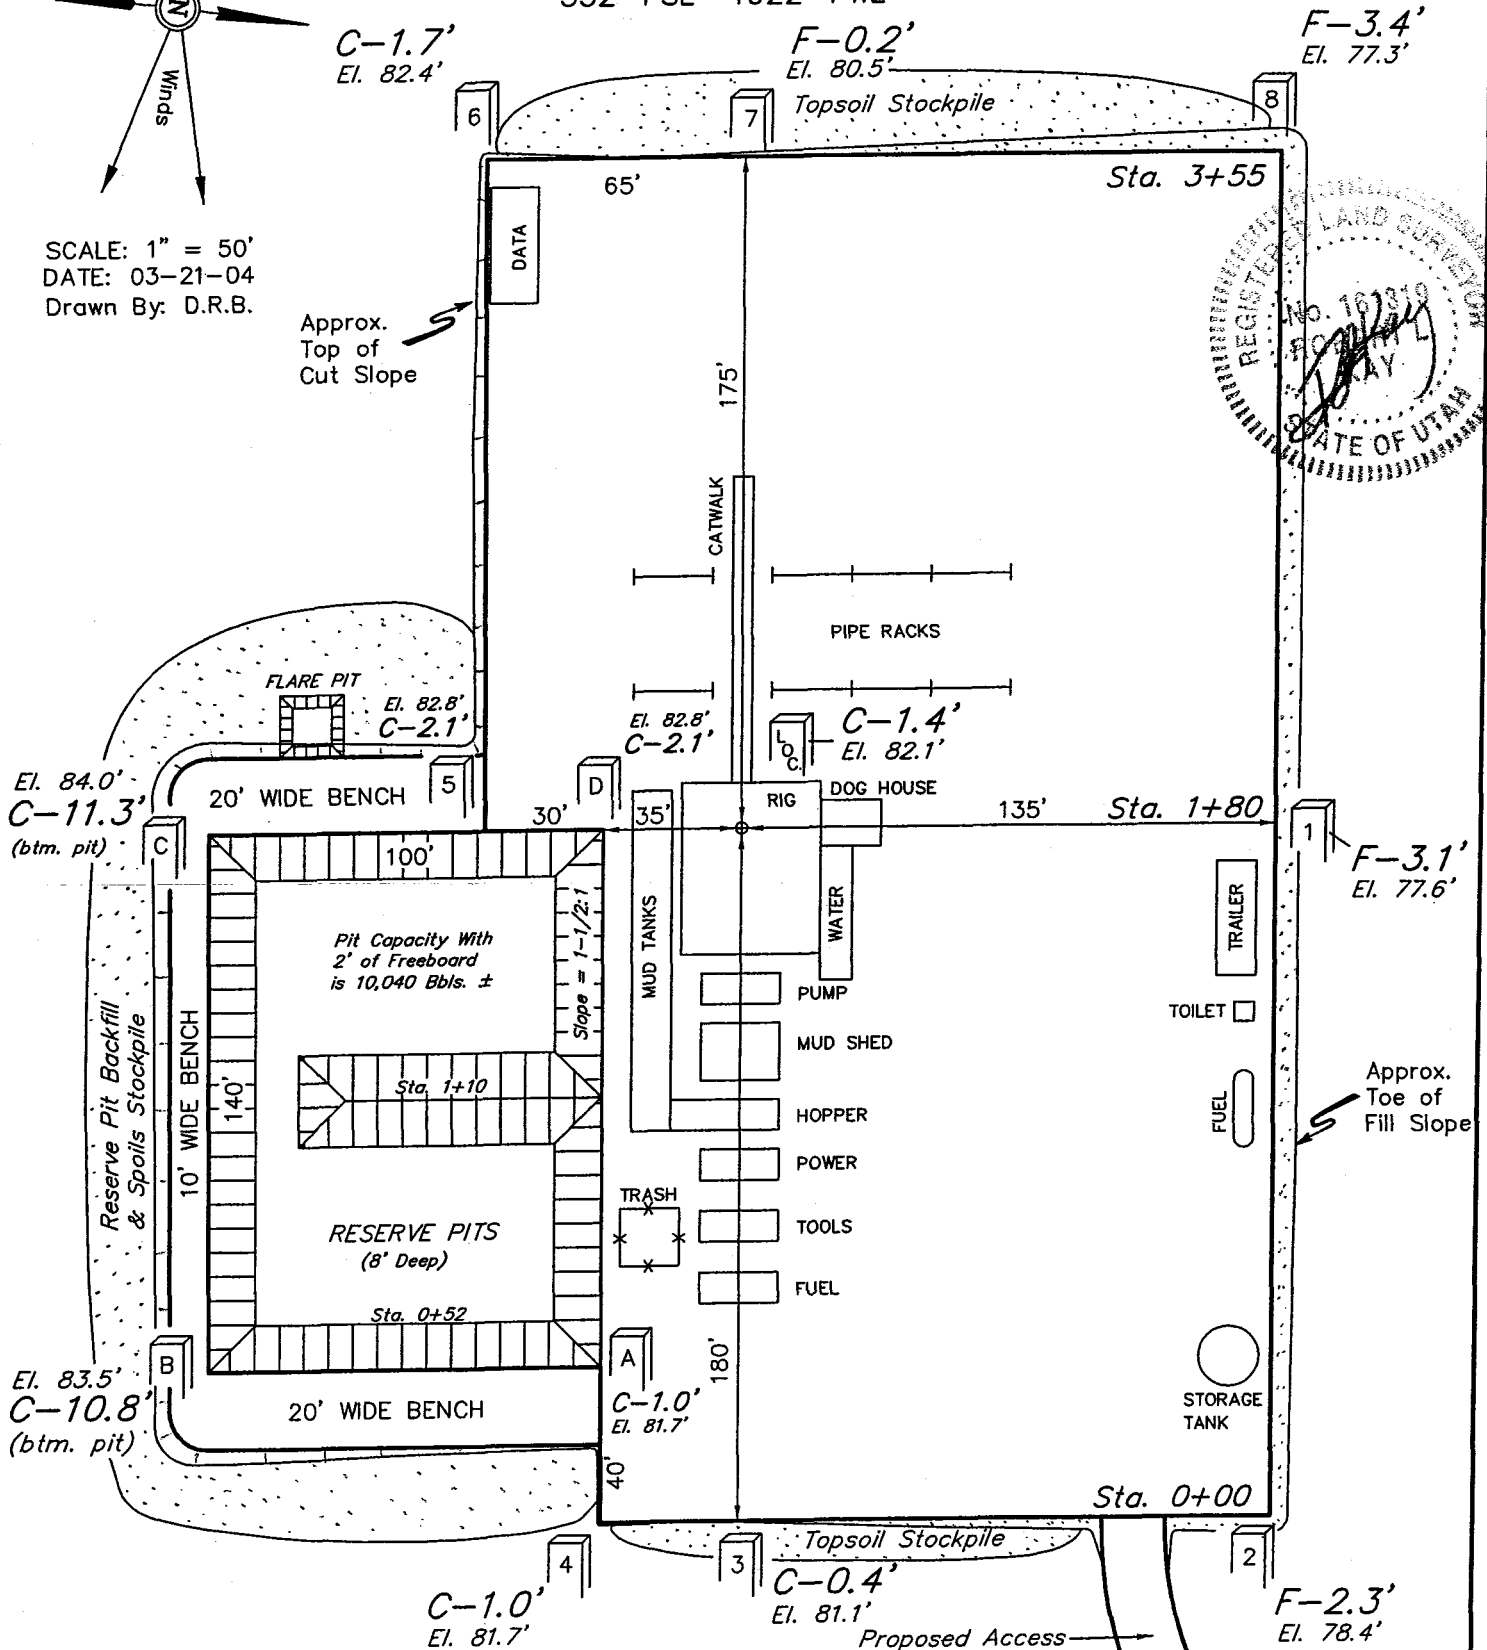 N
Winds
C-1.7'
El. 82.4'
F-0.2'
El. 80.5'
Topsoil Stockpile
F-3.4'
El. 77.3'
6
7
8
65'
Sta. 3+55
SCALE: 1" = 50'
DATE: 03-21-04
Drawn By: D.R.B.
DATA
Approx.
Top of
Cut Slope
REGISTERED LAND SURVEYOR
No. 161319
KAY
STATE OF UTAH
175'
CATWALK
PIPE RACKS
FLARE PIT
El. 82.8'
C-2.1'
El. 82.8'
C-2.1'
LOC.
C-1.4'
El. 82.1'
El. 84.0'
C-11.3'
(btm. pit)
C
20' WIDE BENCH
5
D
30'
35'
RIG
DOG HOUSE
135'
Sta. 1+80
1
F-3.1'
El. 77.6'
100'
Pit Capacity With
2' of Freeboard
is 10,040 Bbls. ±
Slope = 1-1/2:1
MUD TANKS
WATER
TRAILER
PUMP
TOILET
MUD SHED
Reserve Pit Backfill
& Spoils Stockpile
10' WIDE BENCH
140'
Sta. 1+10
HOPPER
FUEL
Approx.
Toe of
Fill Slope
POWER
TRASH
TOOLS
RESERVE PITS
(8' Deep)
FUEL
Sta. 0+52
El. 83.5'
C-10.8'
(btm. pit)
B
A
C-1.0'
El. 81.7'
180'
STORAGE
TANK
20' WIDE BENCH
40'
Sta. 0+00
Topsoil Stockpile
4
3
2
C-1.0'
El. 81.7'
C-0.4'
El. 81.1'
F-2.3'
El. 78.4'
Proposed Access